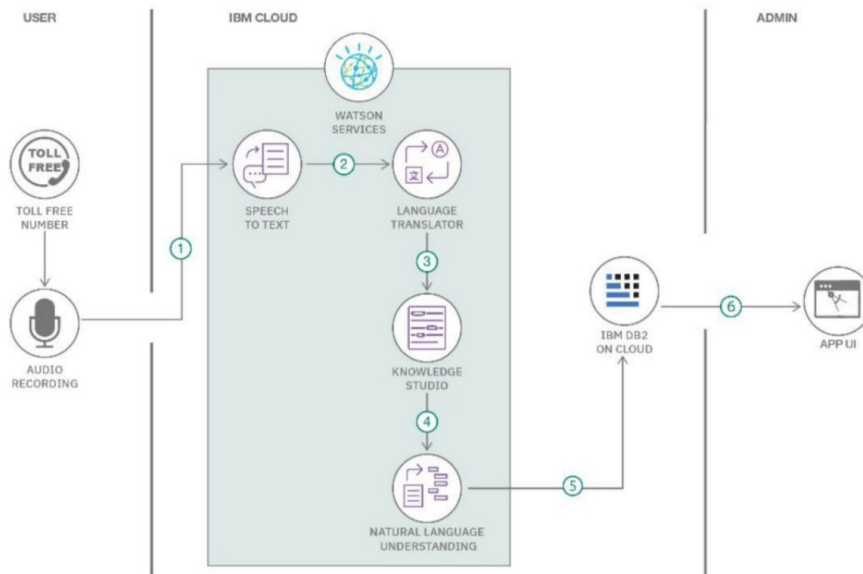 USER
IBM CLOUD
ADMIN
WATSON
SERVICES
TOLL
FREE
TOLL FREE
NUMBER
1
SPEECH
TO TEXT
2
A
文
LANGUAGE
TRANSLATOR
3
AUDIO
RECORDING
KNOWLEDGE
STUDIO
4
NATURAL LANGUAGE
UNDERSTANDING
5
IBM DB2
ON CLOUD
6
APP UI